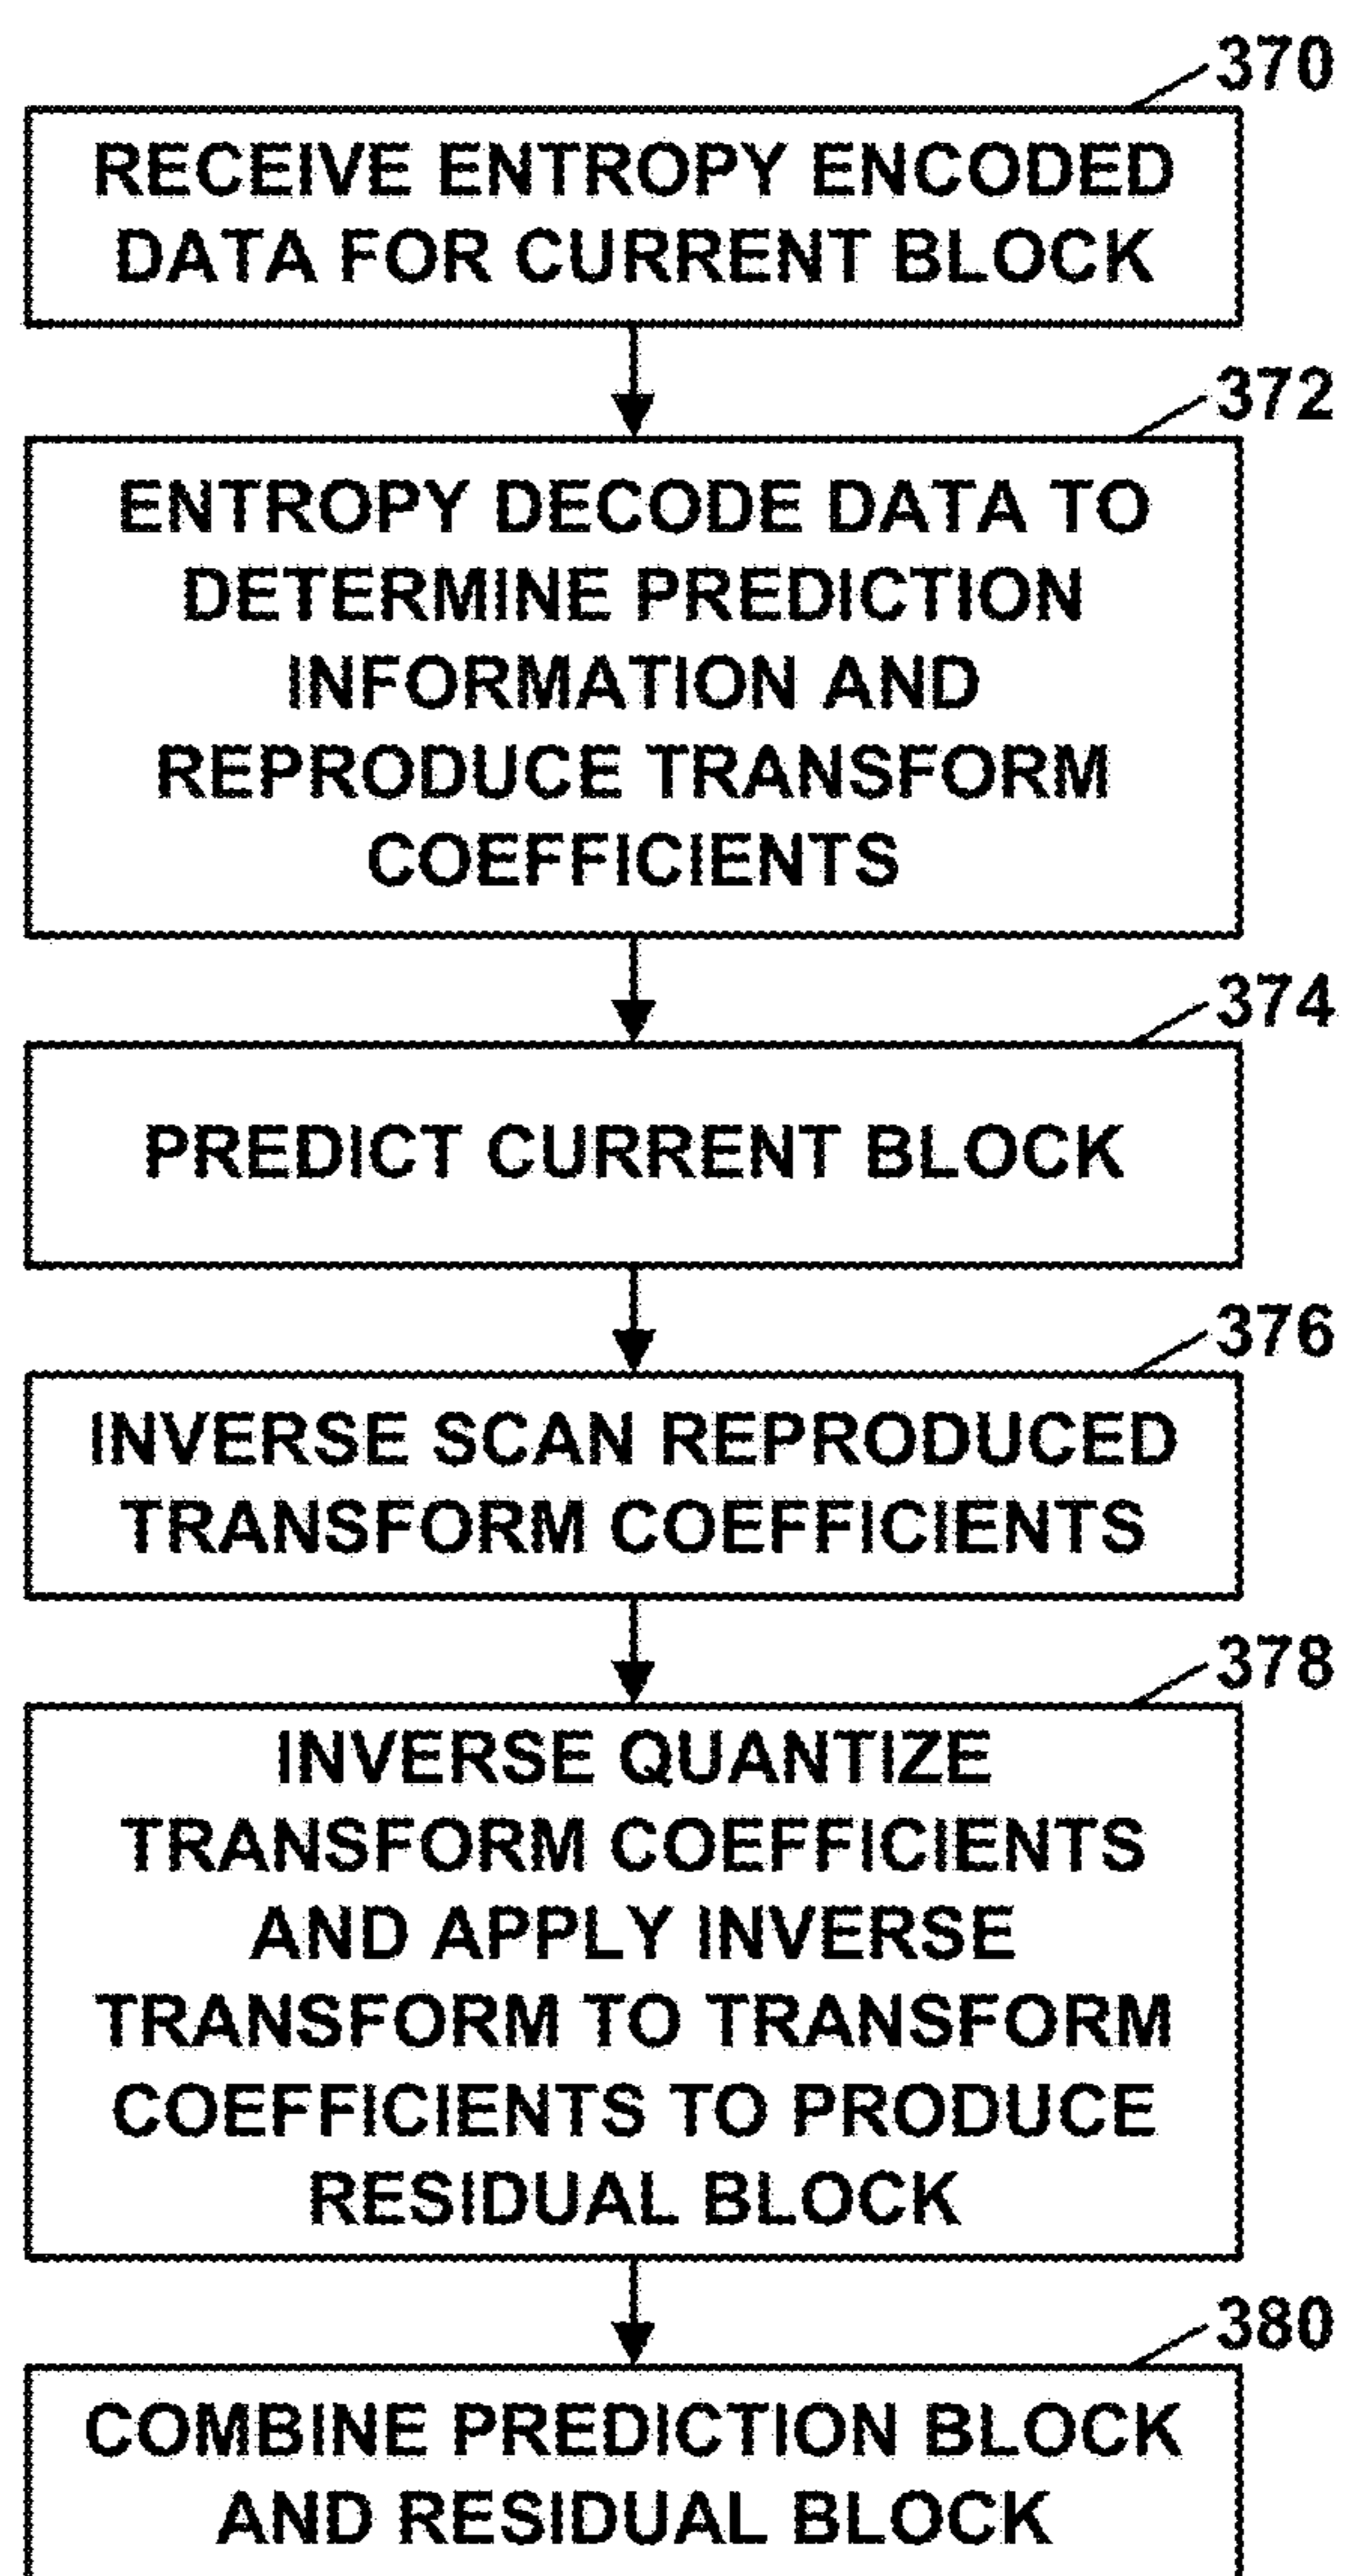 370
RECEIVE ENTROPY ENCODED
DATA FOR CURRENT BLOCK
372
ENTROPY DECODE DATA TO
DETERMINE PREDICTION
INFORMATION AND
REPRODUCE TRANSFORM
COEFFICIENTS
374
PREDICT CURRENT BLOCK
376
INVERSE SCAN REPRODUCED
TRANSFORM COEFFICIENTS
378
INVERSE QUANTIZE
TRANSFORM COEFFICIENTS
AND APPLY INVERSE
TRANSFORM TO TRANSFORM
COEFFICIENTS TO PRODUCE
RESIDUAL BLOCK
380
COMBINE PREDICTION BLOCK
AND RESIDUAL BLOCK